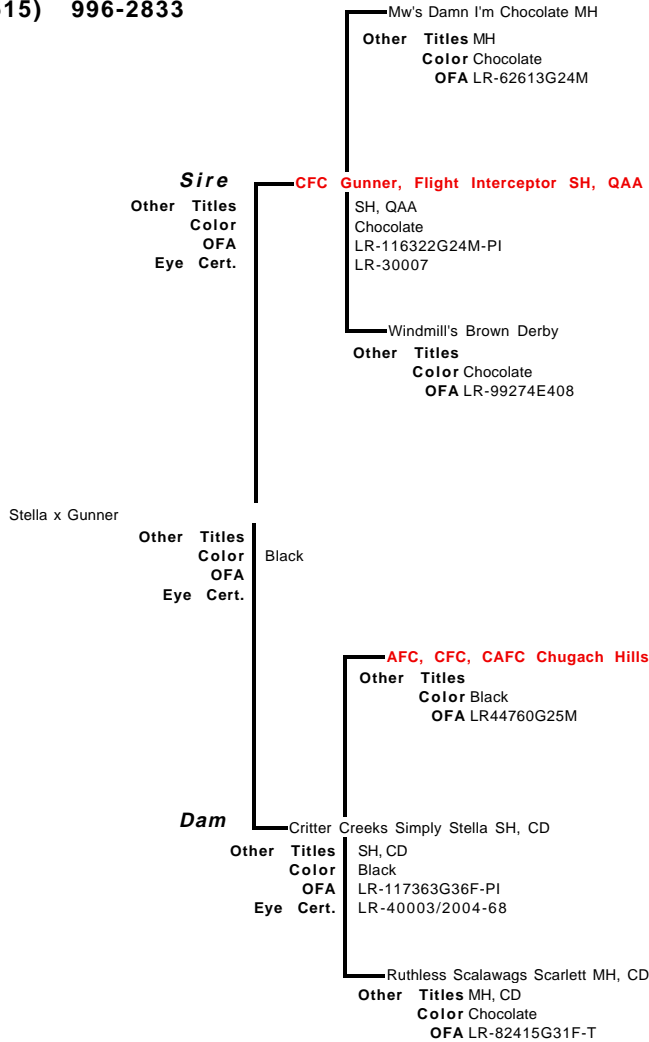 996-2833
Mw's Damn I'm Chocolate MH
Other Titles MH
Color Chocolate
OFA LR-62613G24M
Sire
CFC Gunner, Flight Interceptor SH, QAA
Other Titles SH, QAA
Color Chocolate
OFA LR-116322G24M-PI
Eye Cert. LR-30007
Windmill's Brown Derby
Other Titles
Color Chocolate
OFA LR-99274E408
Stella x Gunner
Other Titles
Color Black
OFA
Eye Cert.
AFC, CFC, CAFC Chugach Hills
Other Titles
Color Black
OFA LR44760G25M
Dam
Critter Creeks Simply Stella SH, CD
Other Titles SH, CD
Color Black
OFA LR-117363G36F-PI
Eye Cert. LR-40003/2004-68
Ruthless Scalawags Scarlett MH, CD
Other Titles MH, CD
Color Chocolate
OFA LR-82415G31F-T